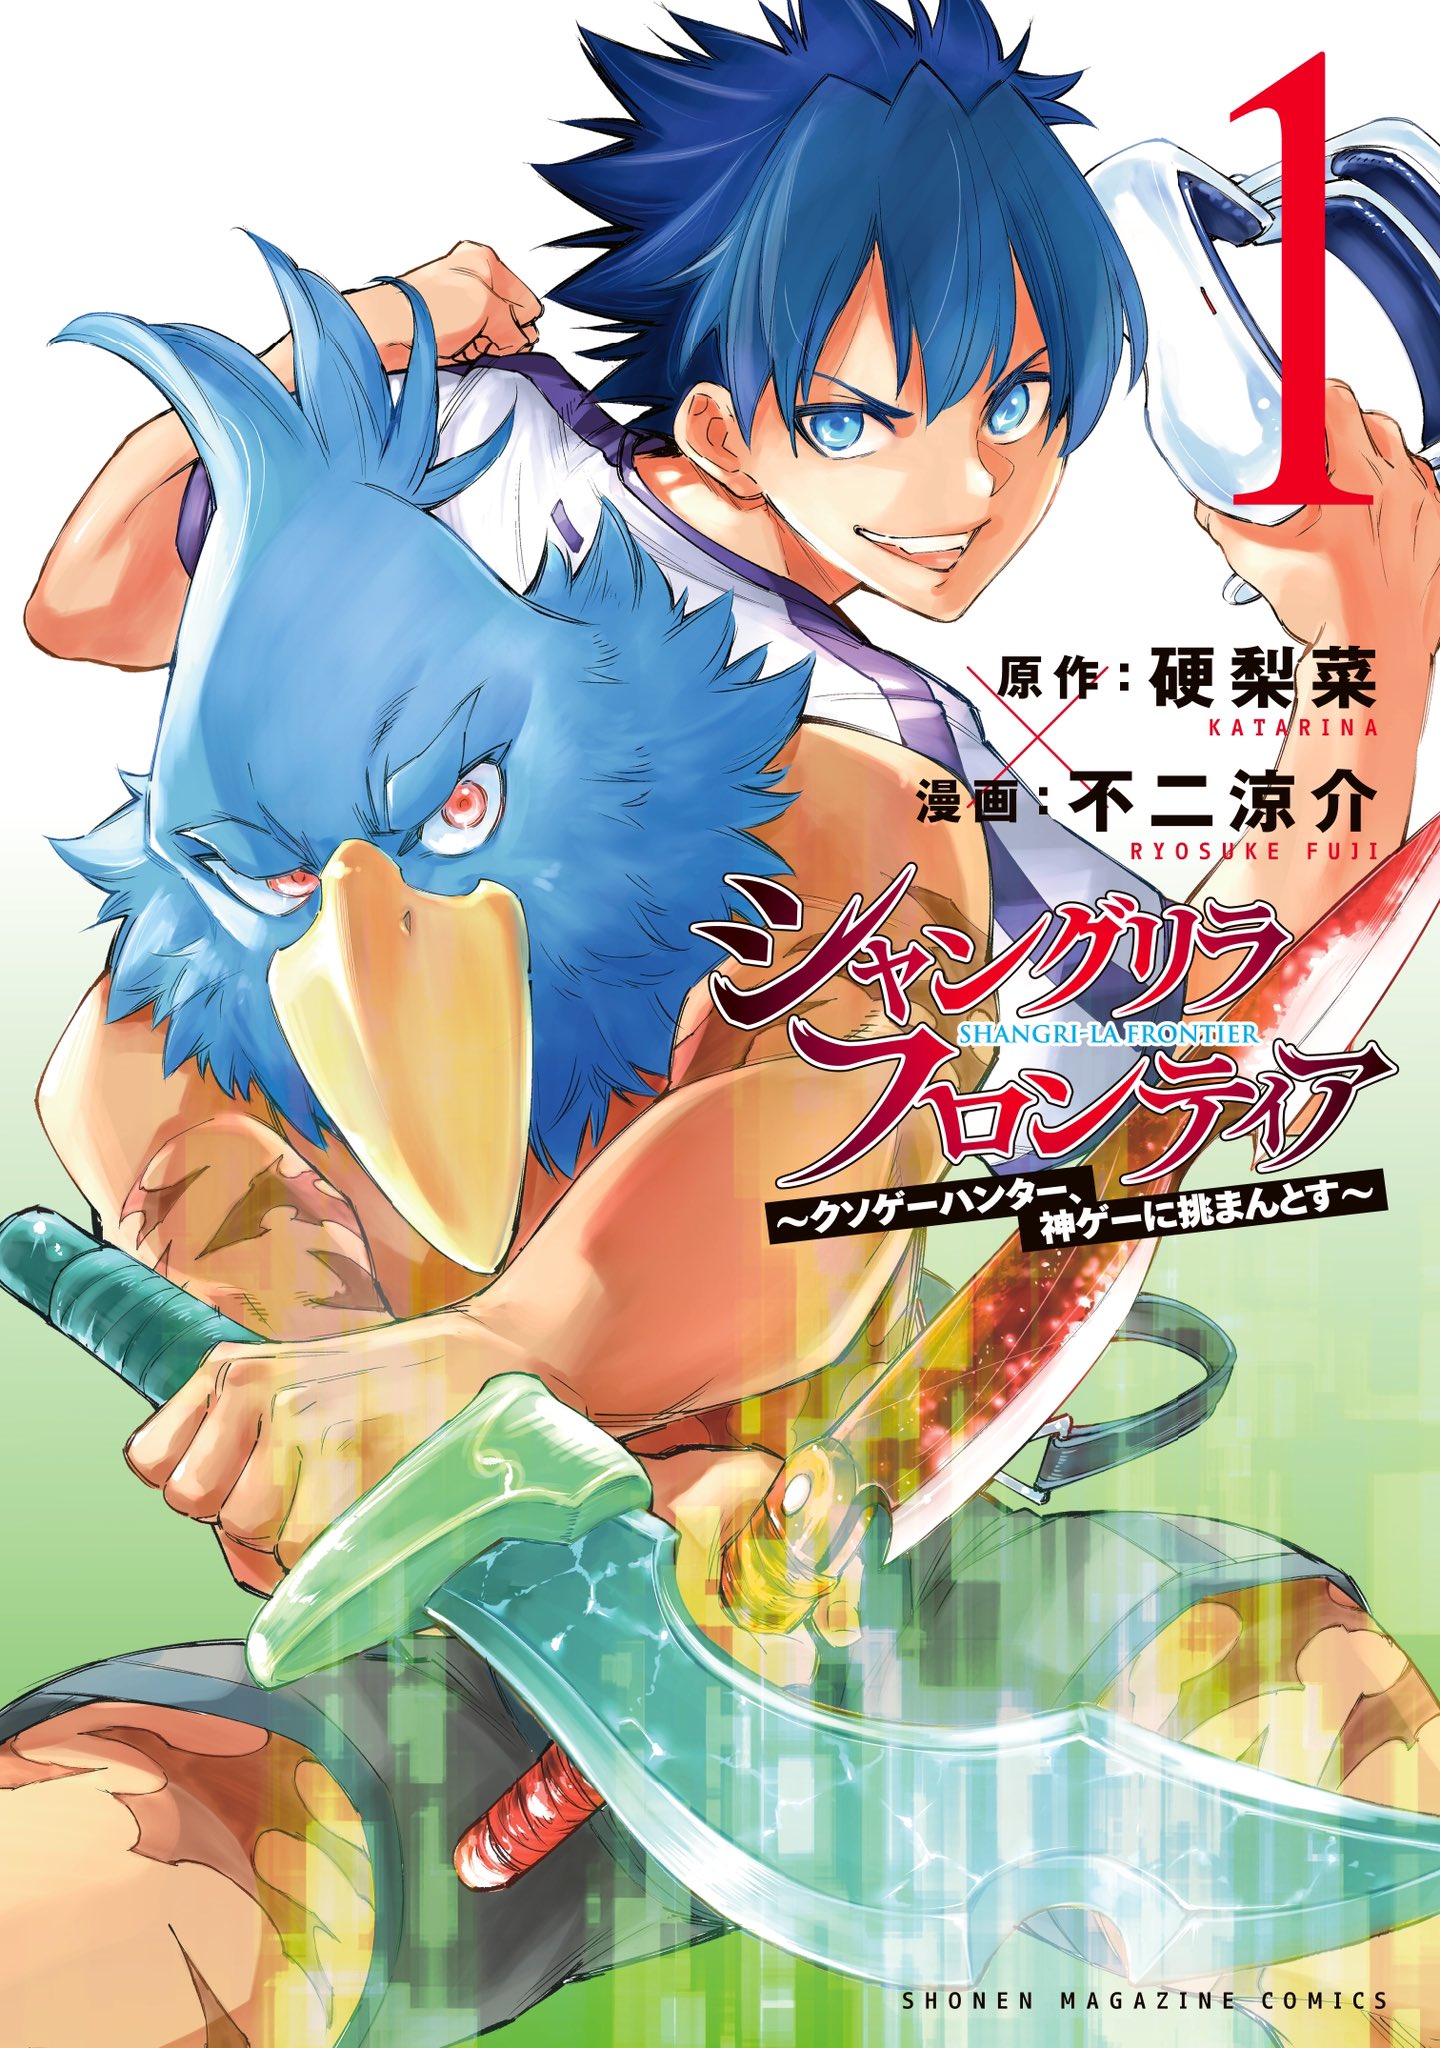 1
原作:硬梨菜
KATARINA
×
漫画:不二涼介
RYOSUKE FUJI
シャングリラ
SHANGRI-LA FRONTIER
フロンティア
〜クソゲーハンター、
神ゲーに挑まんとす〜
SHONEN MAGAZINE COMICS